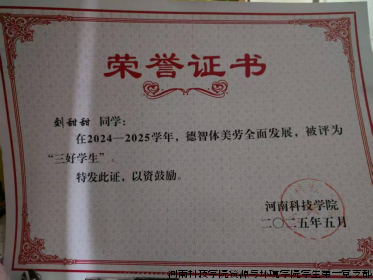 荣誉证书
刘甜甜 同学：
在2024—2025学年，德智体美劳全面发展，被评为
“三好学生”。
特发此证，以资鼓励。
河南科技学院
二〇二五年五月